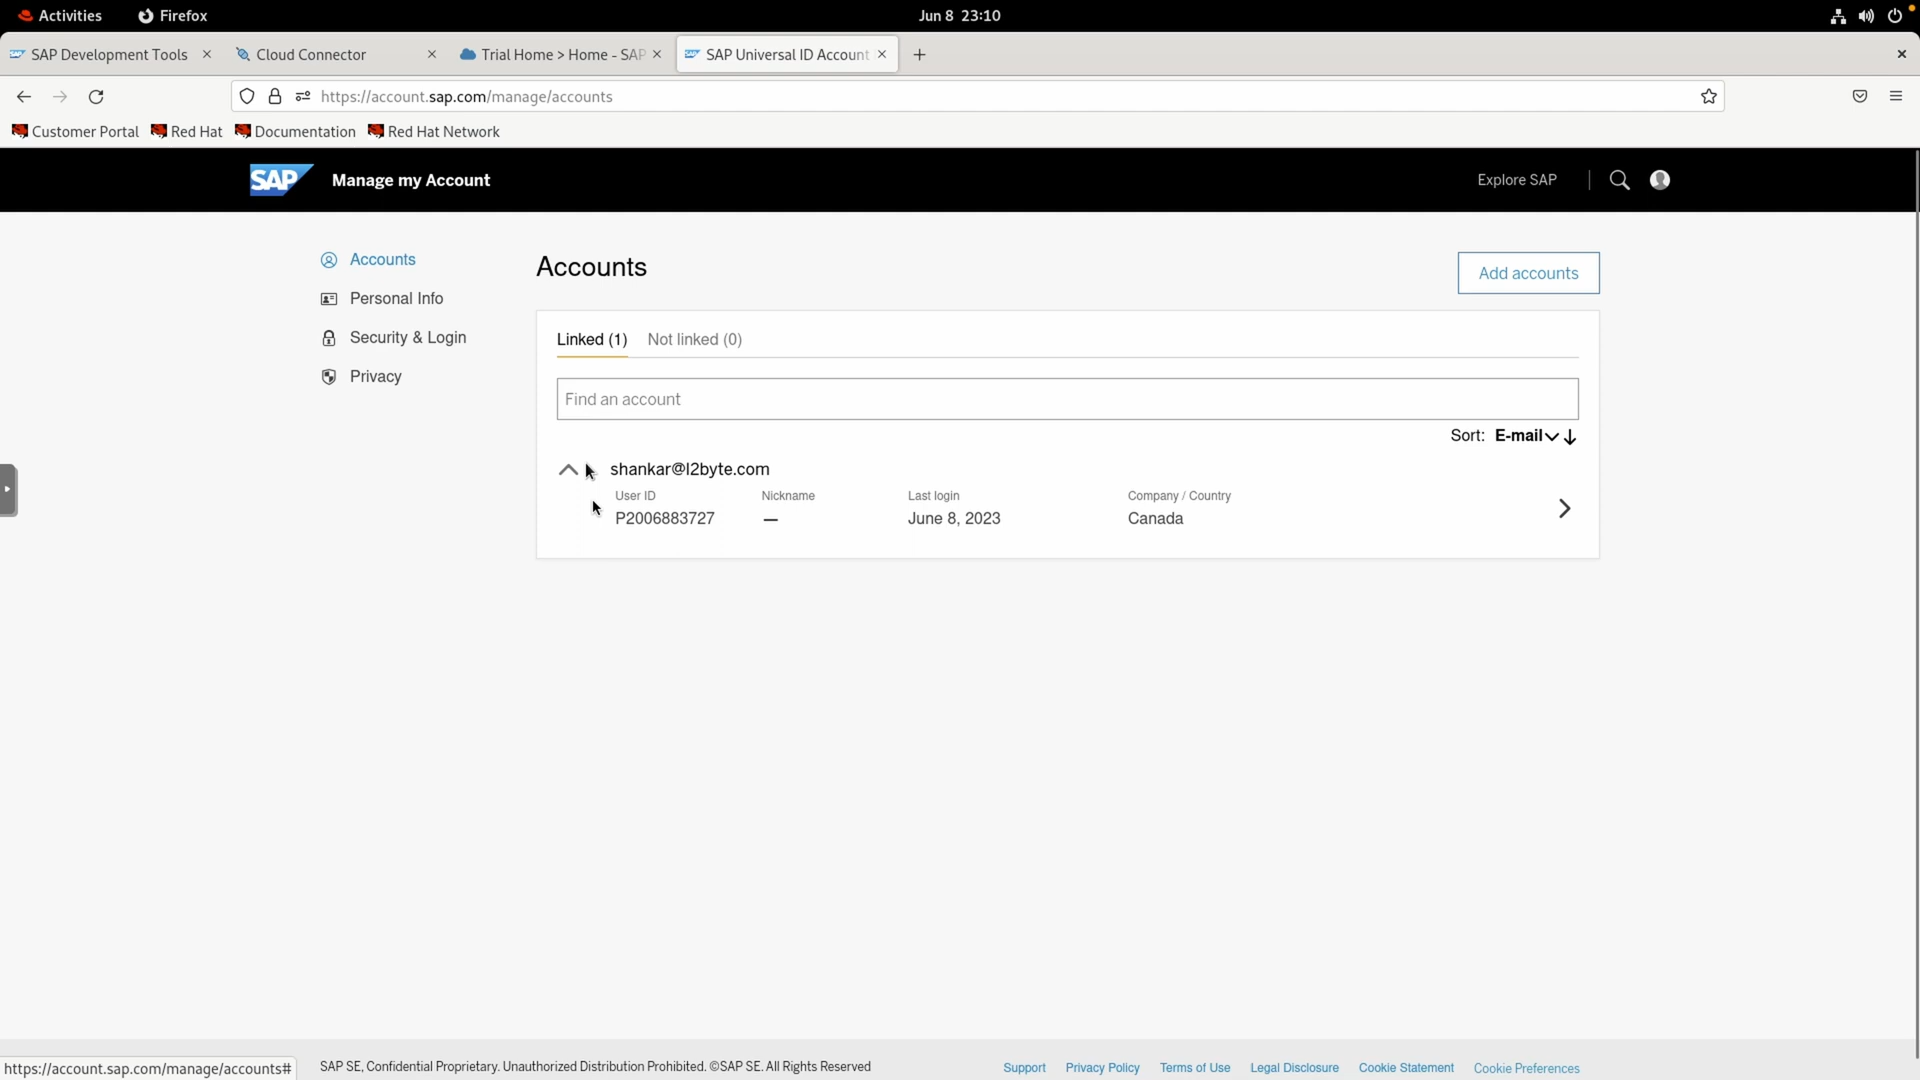 Activities
Firefox
Jun 8 23:10
SAP Development Tools
Cloud Connector
Trial Home > Home - SAP
SAP Universal ID Account
https://account.sap.com/manage/accounts
Customer Portal
Red Hat
Documentation
Red Hat Network
SAP
Manage my Account
Explore SAP
Accounts
Personal Info
Security & Login
Privacy
Accounts
Add accounts
Linked (1)
Not linked (0)
Find an account
Sort: E-mail
shankar@l2byte.com
User ID
Nickname
Last login
Company / Country
P2006883727
—
June 8, 2023
Canada
https://account.sap.com/manage/accounts#
SAP SE, Confidential Proprietary. Unauthorized Distribution Prohibited. ©SAP SE. All Rights Reserved
Support
Privacy Policy
Terms of Use
Legal Disclosure
Cookie Statement
Cookie Preferences